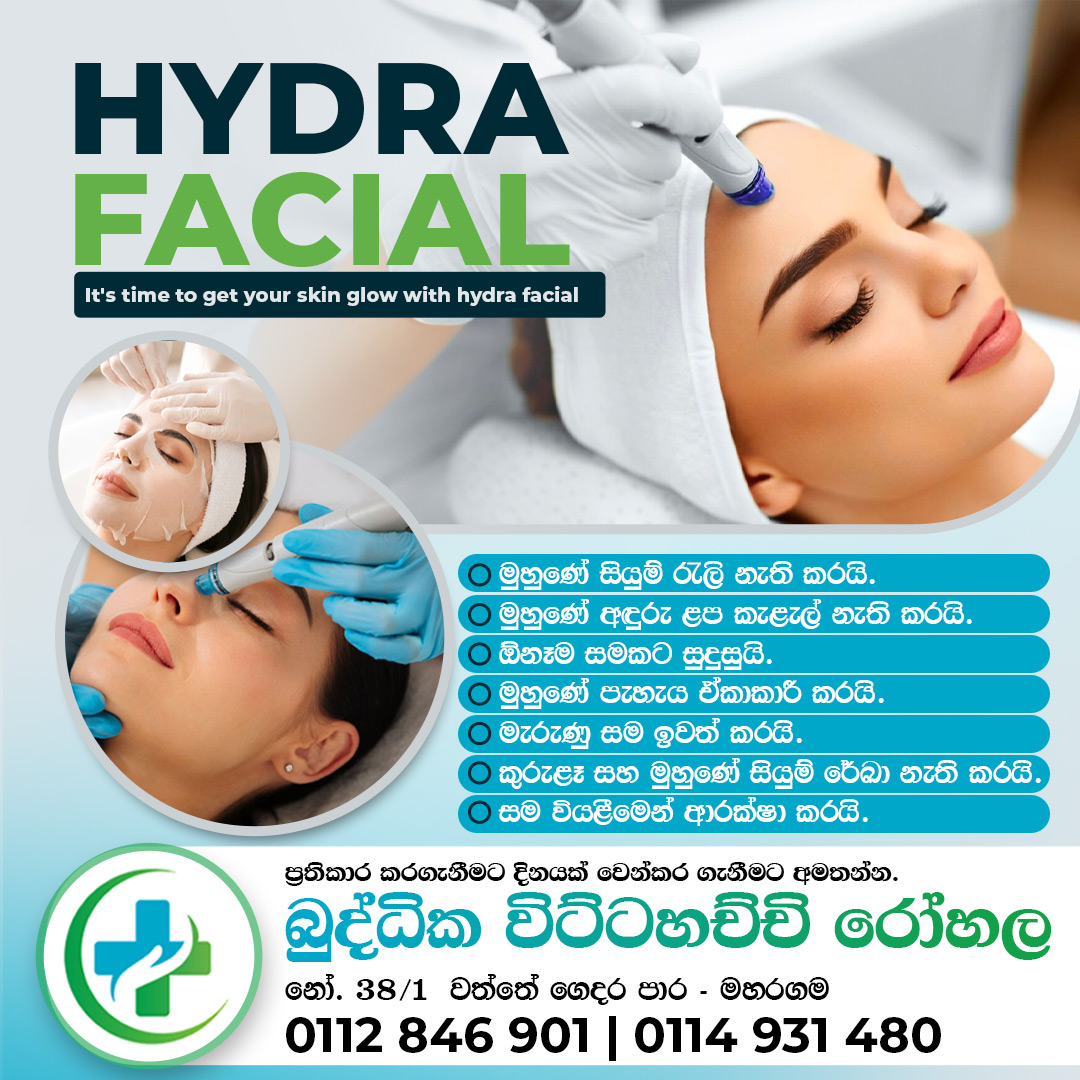 HYDRA
FACIAL
It's time to get your skin glow with hydra facial
මුහුණේ සියුම් රැලි නැති කරයි.
මුහුණේ අඳුරු ළප කැළැල් නැති කරයි.
ඕනෑම සමකට සුදුසුයි.
මුහුණේ පැහැය ඒකාකාරී කරයි.
මැරුණු සම ඉවත් කරයි.
කුරුළෑ සහ මුහුණේ සියුම් රේඛා නැති කරයි.
සම වියළීමෙන් ආරක්ෂා කරයි.
ප්‍රතිකාර කරගැනීමට දිනයක් වෙන්කර ගැනීමට අමතන්න.
බුද්ධික විට්ටහච්චි රෝහල
නෝ. 38/1 වත්තේ ගෙදර පාර - මහරගම
0112 846 901 | 0114 931 480